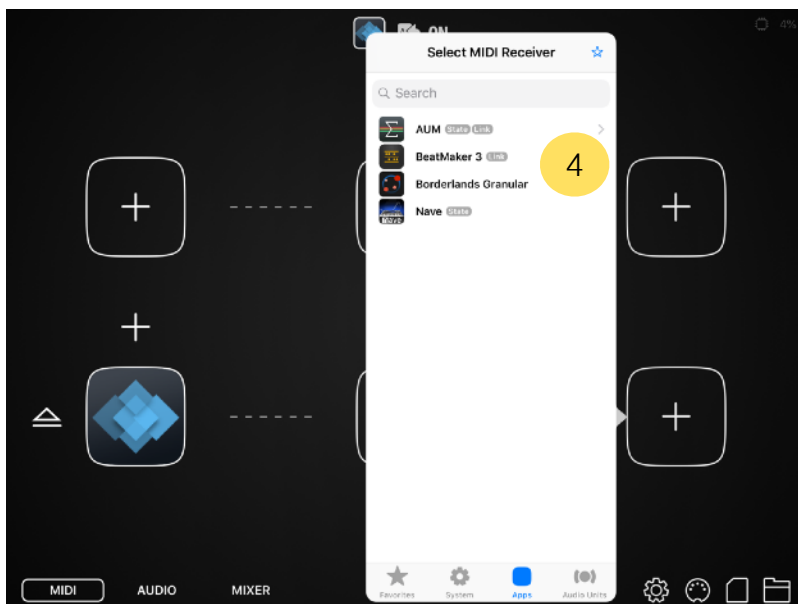 ON
4%
Select MIDI Receiver
Search
AUM State Link
BeatMaker 3 Link
4
Borderlands Granular
Nave State
Favorites System Apps Audio Units
MIDI AUDIO MIXER